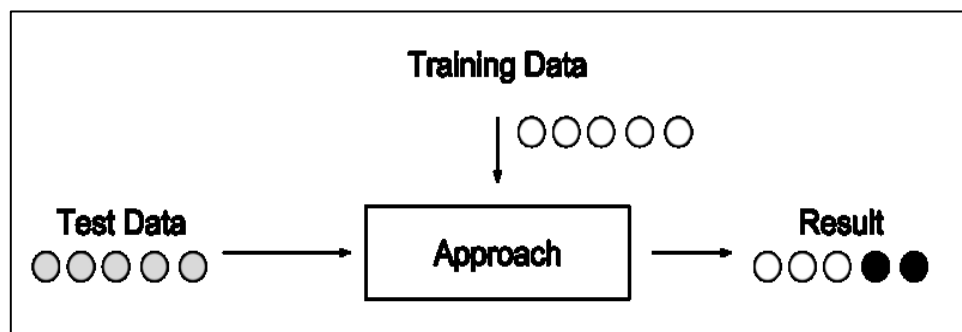 Training Data
Test Data
Approach
Result